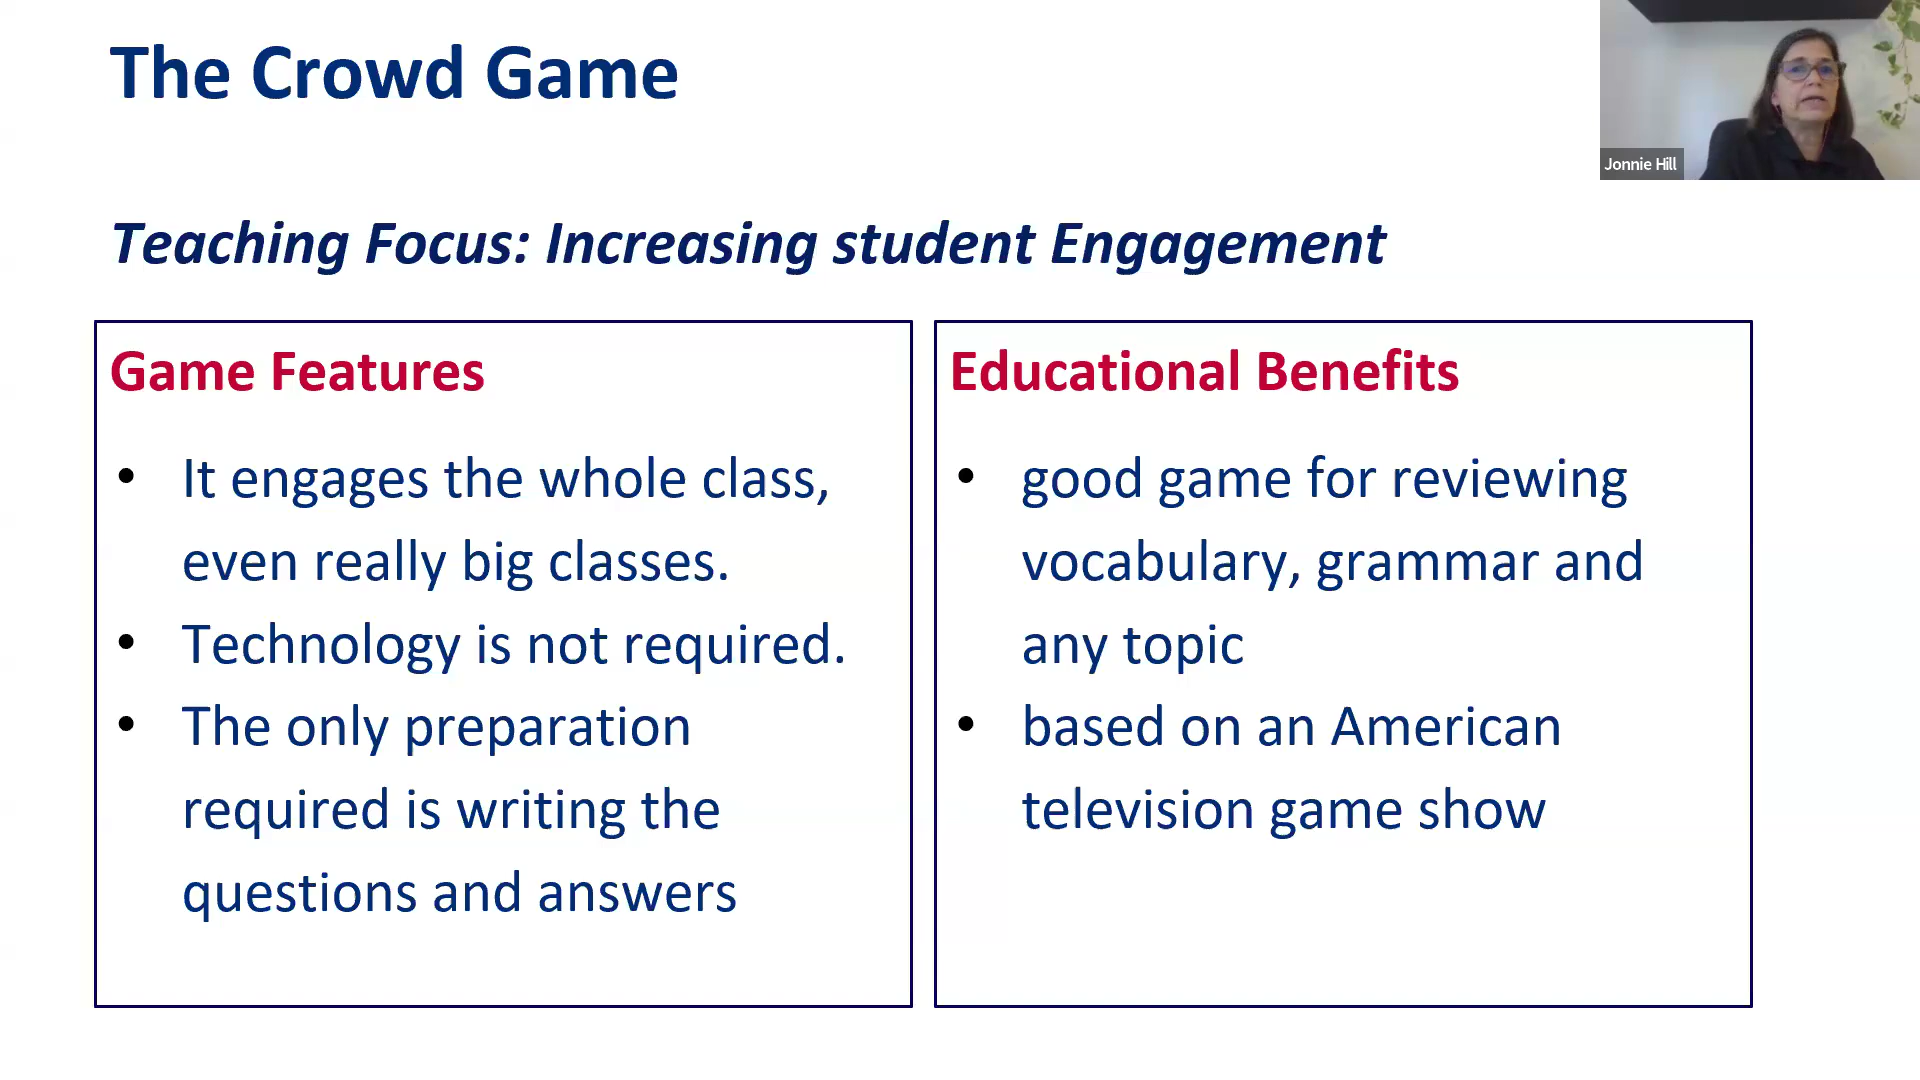 The Crowd Game
Jonnie Hill
Teaching Focus: Increasing student Engagement
Game Features
• It engages the whole class,
even really big classes.
• Technology is not required.
• The only preparation
required is writing the
questions and answers
Educational Benefits
• good game for reviewing
vocabulary, grammar and
any topic
• based on an American
television game show